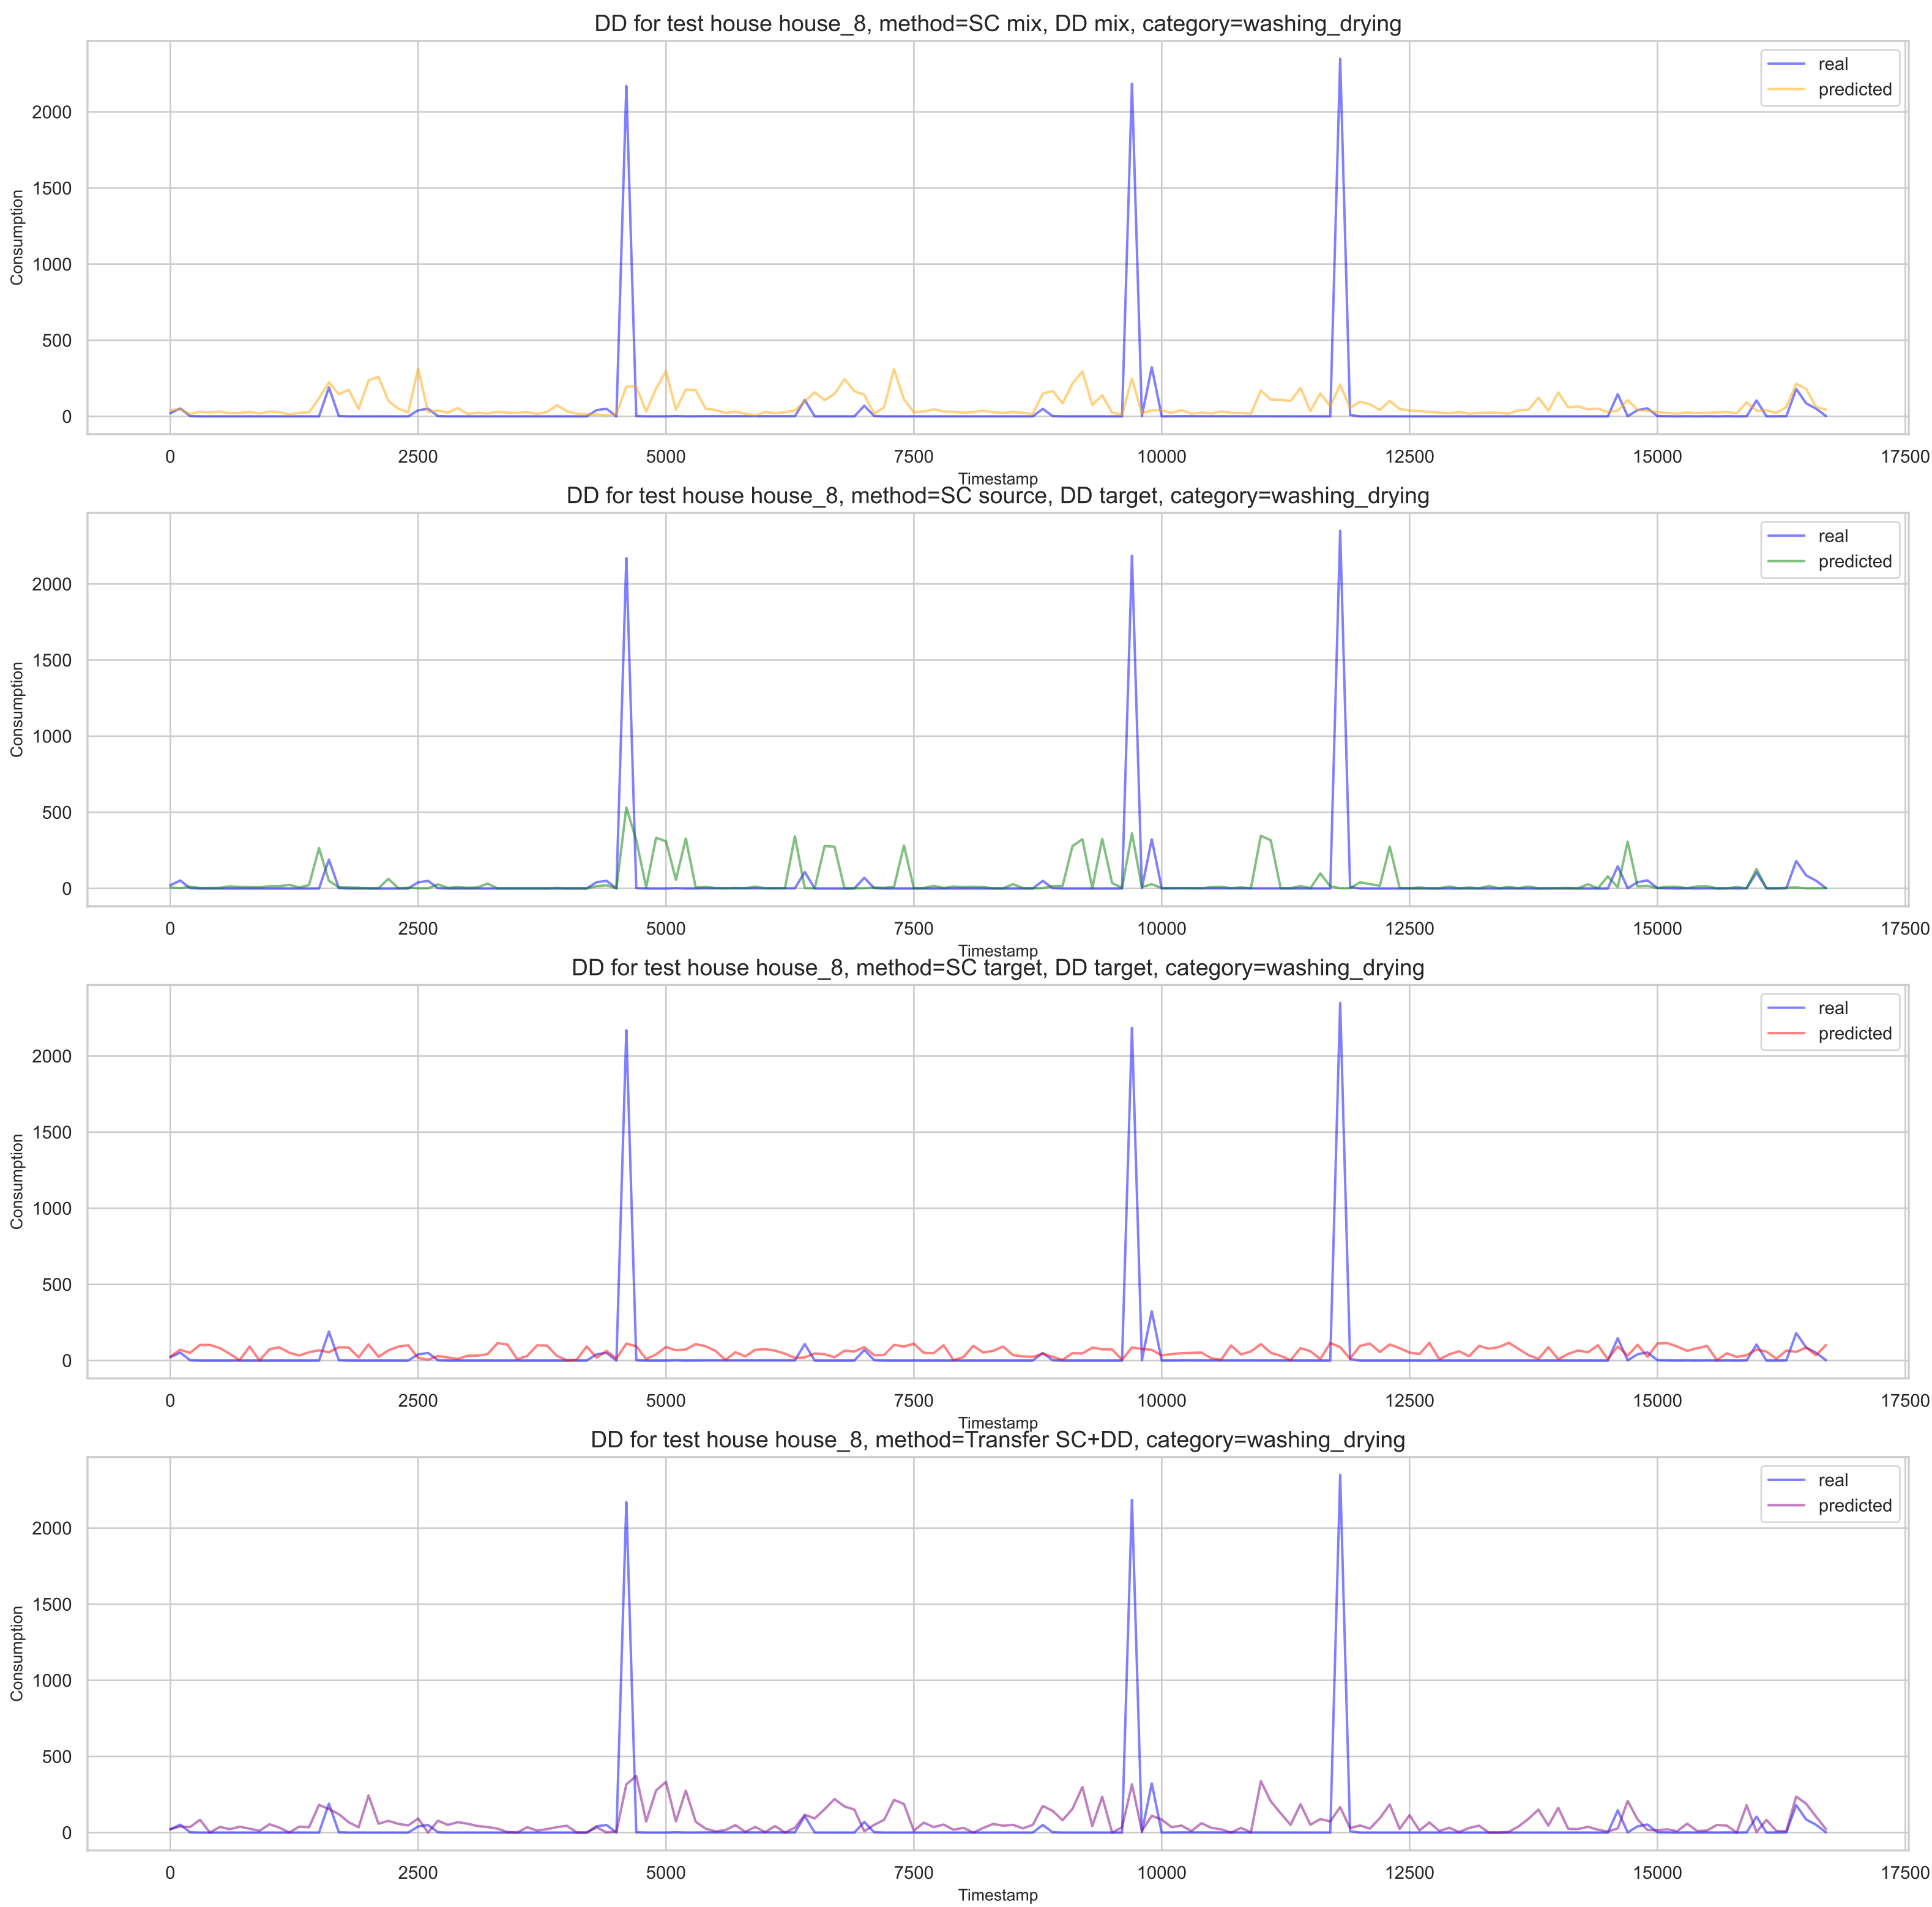 DD for test house house_8, method=SC mix, DD mix, category=washing_drying
real
predicted
2000
1500
1000
500
0
Consumption
0 2500 5000 7500 10000 12500 15000 17500
Timestamp
DD for test house house_8, method=SC source, DD target, category=washing_drying
real
predicted
2000
1500
1000
500
0
Consumption
0 2500 5000 7500 10000 12500 15000 17500
Timestamp
DD for test house house_8, method=SC target, DD target, category=washing_drying
real
predicted
2000
1500
1000
500
0
Consumption
0 2500 5000 7500 10000 12500 15000 17500
Timestamp
DD for test house house_8, method=Transfer SC+DD, category=washing_drying
real
predicted
2000
1500
1000
500
0
Consumption
0 2500 5000 7500 10000 12500 15000 17500
Timestamp